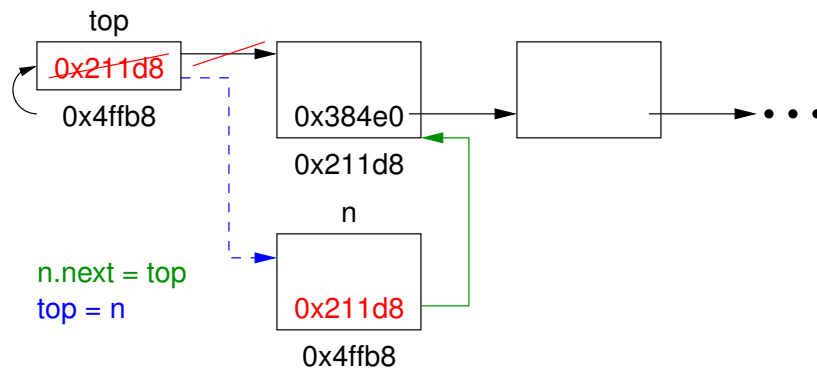 top
0x211d8
0x4ffb8
0x384e0
0x211d8
n
n.next = top
top = n
0x211d8
0x4ffb8